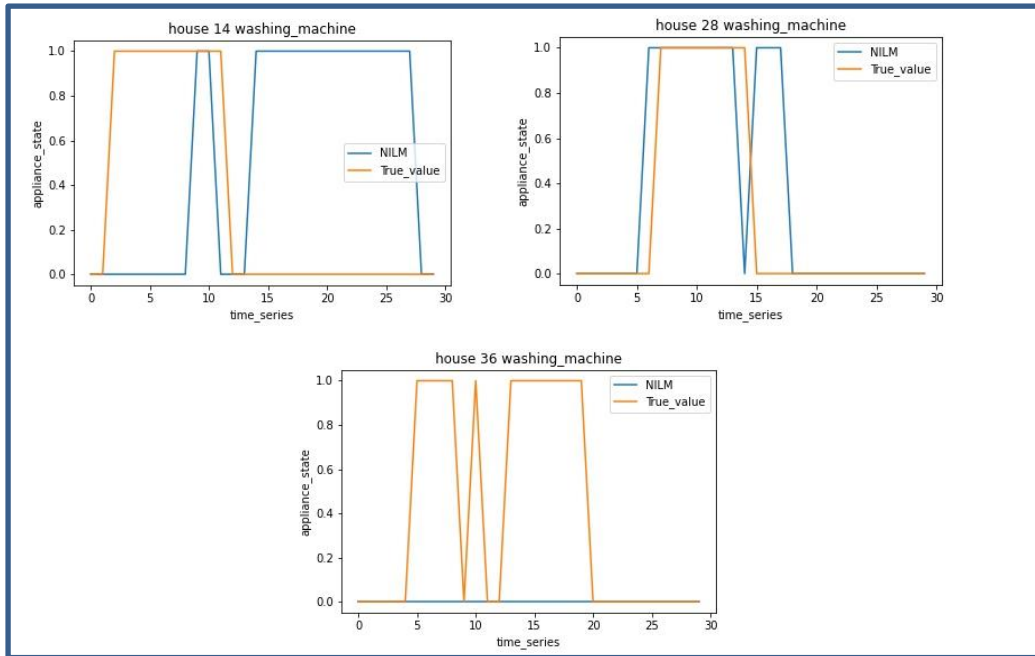 house 14 washing_machine
1.0
0.8
0.6
0.4
0.2
0.0
appliance_state
NILM
True_value
0 5 10 15 20 25 30
time_series
house 28 washing_machine
1.0
0.8
0.6
0.4
0.2
0.0
appliance_state
NILM
True_value
0 5 10 15 20 25 30
time_series
house 36 washing_machine
1.0
0.8
0.6
0.4
0.2
0.0
appliance_state
NILM
True_value
0 5 10 15 20 25 30
time_series